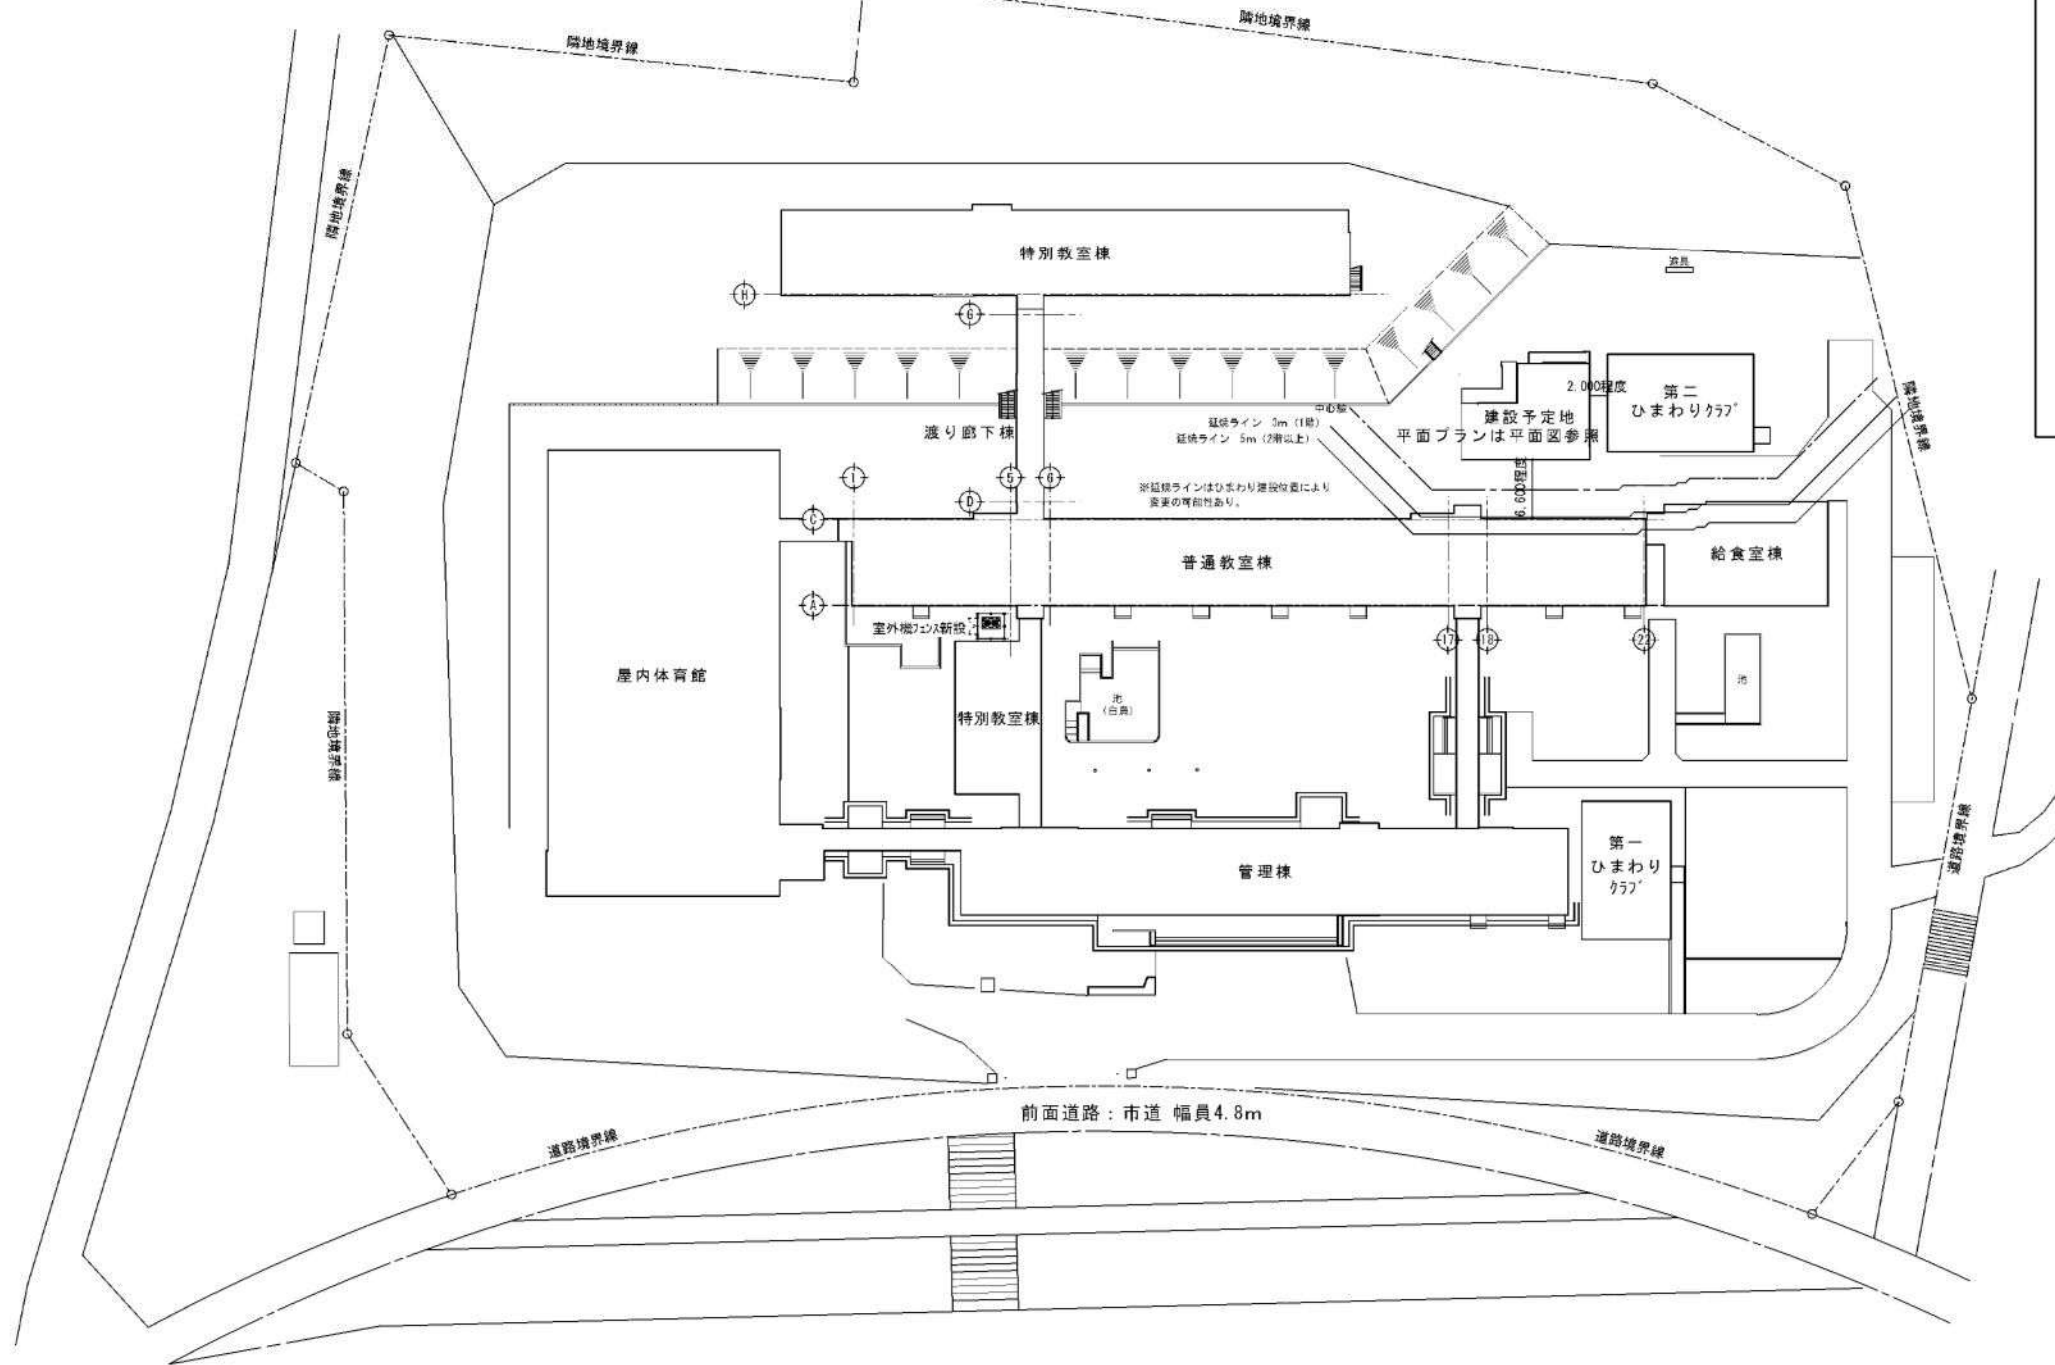 隣地境界線
隣地境界線
隣地境界線
特別教室棟
遊具
H
G
2.000程度
第二
ひまわりクラブ
隣地境界線
中心線
建設予定地
延焼ライン 3m (1階)
渡り廊下棟
延焼ライン 5m (2階以上)
平面プランは平面図参照
1
5
6
6.600程度
※延焼ラインはひまわり建設位置により
変更の可能性あり。
D
C
普通教室棟
給食室棟
A
室外機フェンス新設
17
18
22
屋内体育館
池
池
(白鳥)
特別教室棟
隣地境界線
道路境界線
第一
ひまわり
クラブ
管理棟
前面道路:市道 幅員4.8m
道路境界線
道路境界線